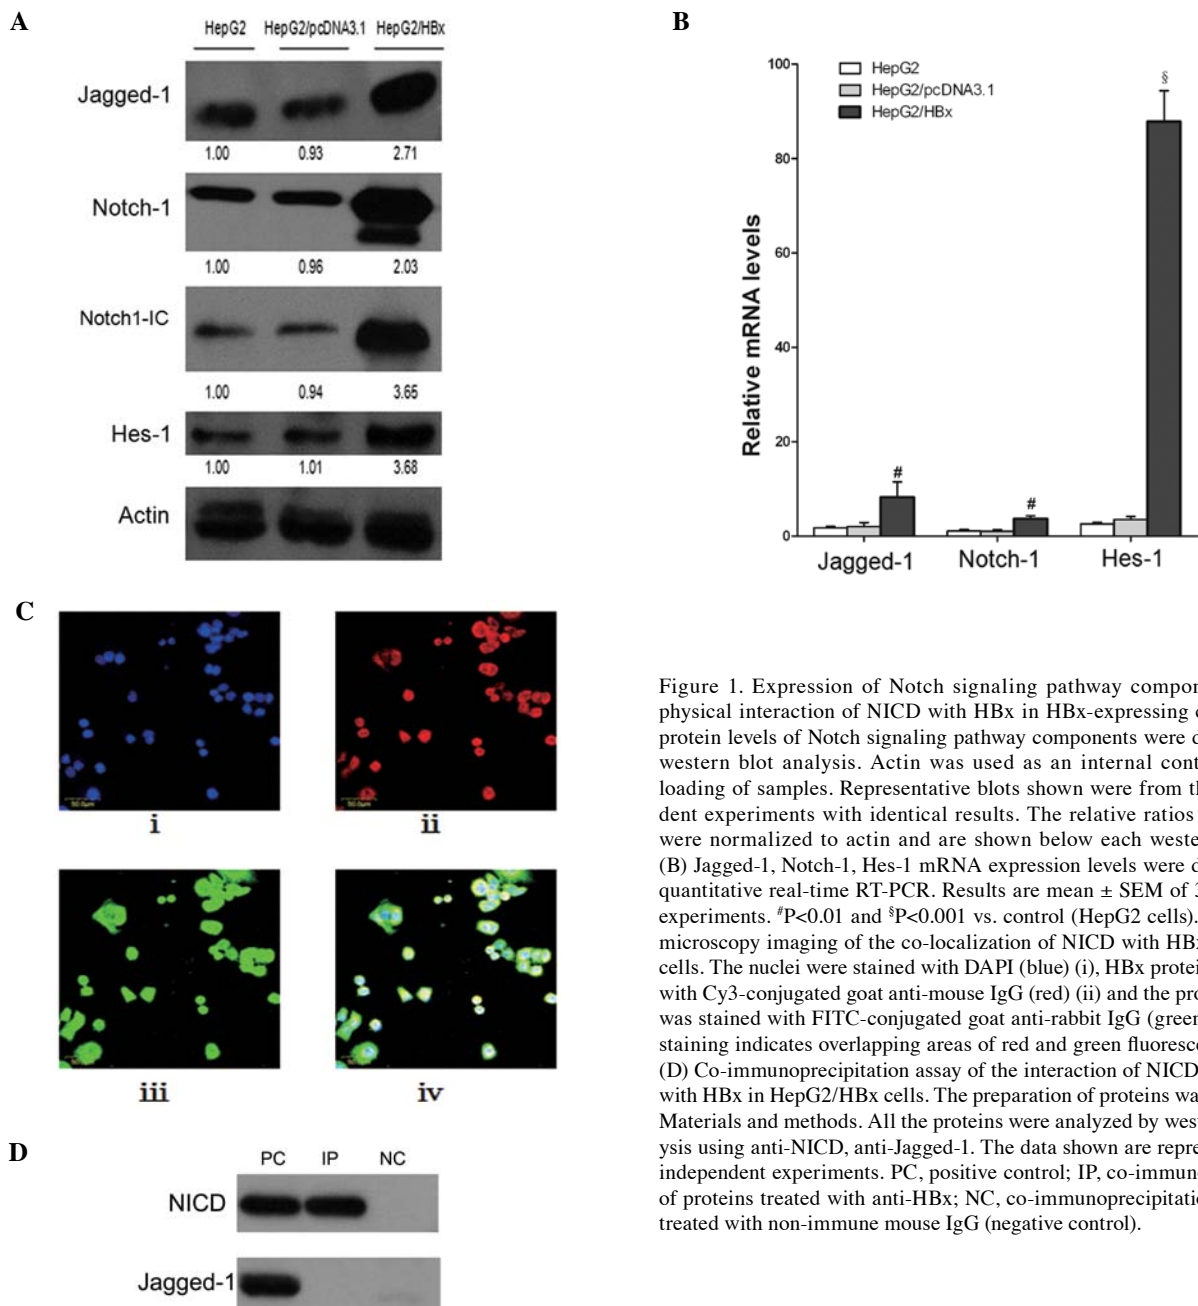 A
HepG2 HepG2/pcDNA3.1 HepG2/HBx
Jagged-1
1.00 0.93 2.71
Notch-1
1.00 0.96 2.03
Notch1-IC
1.00 0.94 3.65
Hes-1
1.00 1.01 3.68
Actin
B
HepG2
HepG2/pcDNA3.1
HepG2/HBx
Relative mRNA levels
100
80
60
40
20
0
#
#
§
Jagged-1 Notch-1 Hes-1
C
50.0µm
i
ii
iii
iv
D
PC IP NC
NICD
Jagged-1
Figure 1. Expression of Notch signaling pathway compon
physical interaction of NICD with HBx in HBx-expressing
protein levels of Notch signaling pathway components were d
western blot analysis. Actin was used as an internal cont
loading of samples. Representative blots shown were from th
dent experiments with identical results. The relative ratios
were normalized to actin and are shown below each weste
(B) Jagged-1, Notch-1, Hes-1 mRNA expression levels were d
quantitative real-time RT-PCR. Results are mean ± SEM of 3
experiments. #P<0.01 and §P<0.001 vs. control (HepG2 cells).
microscopy imaging of the co-localization of NICD with HB
cells. The nuclei were stained with DAPI (blue) (i), HBx protei
with Cy3-conjugated goat anti-mouse IgG (red) (ii) and the pro
was stained with FITC-conjugated goat anti-rabbit IgG (green
staining indicates overlapping areas of red and green fluoresce
(D) Co-immunoprecipitation assay of the interaction of NICD
with HBx in HepG2/HBx cells. The preparation of proteins wa
Materials and methods. All the proteins were analyzed by west
ysis using anti-NICD, anti-Jagged-1. The data shown are repre
independent experiments. PC, positive control; IP, co-immuno
of proteins treated with anti-HBx; NC, co-immunoprecipitatio
treated with non-immune mouse IgG (negative control).